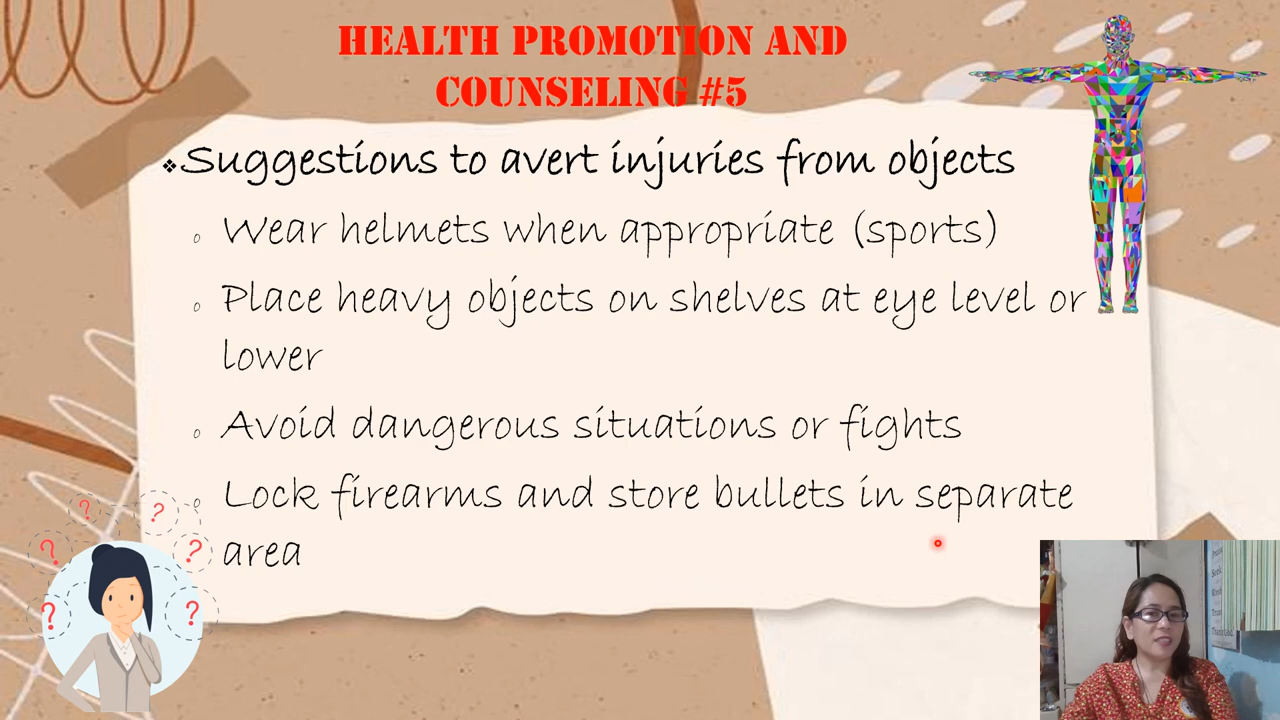 HEALTH PROMOTION AND
COUNSELING #5
❖Suggestions to avert injuries from objects
o Wear helmets when appropriate (sports)
o Place heavy objects on shelves at eye level or
lower
o Avoid dangerous situations or fights
o Lock firearms and store bullets in separate
area
? ? ? ? ? ?